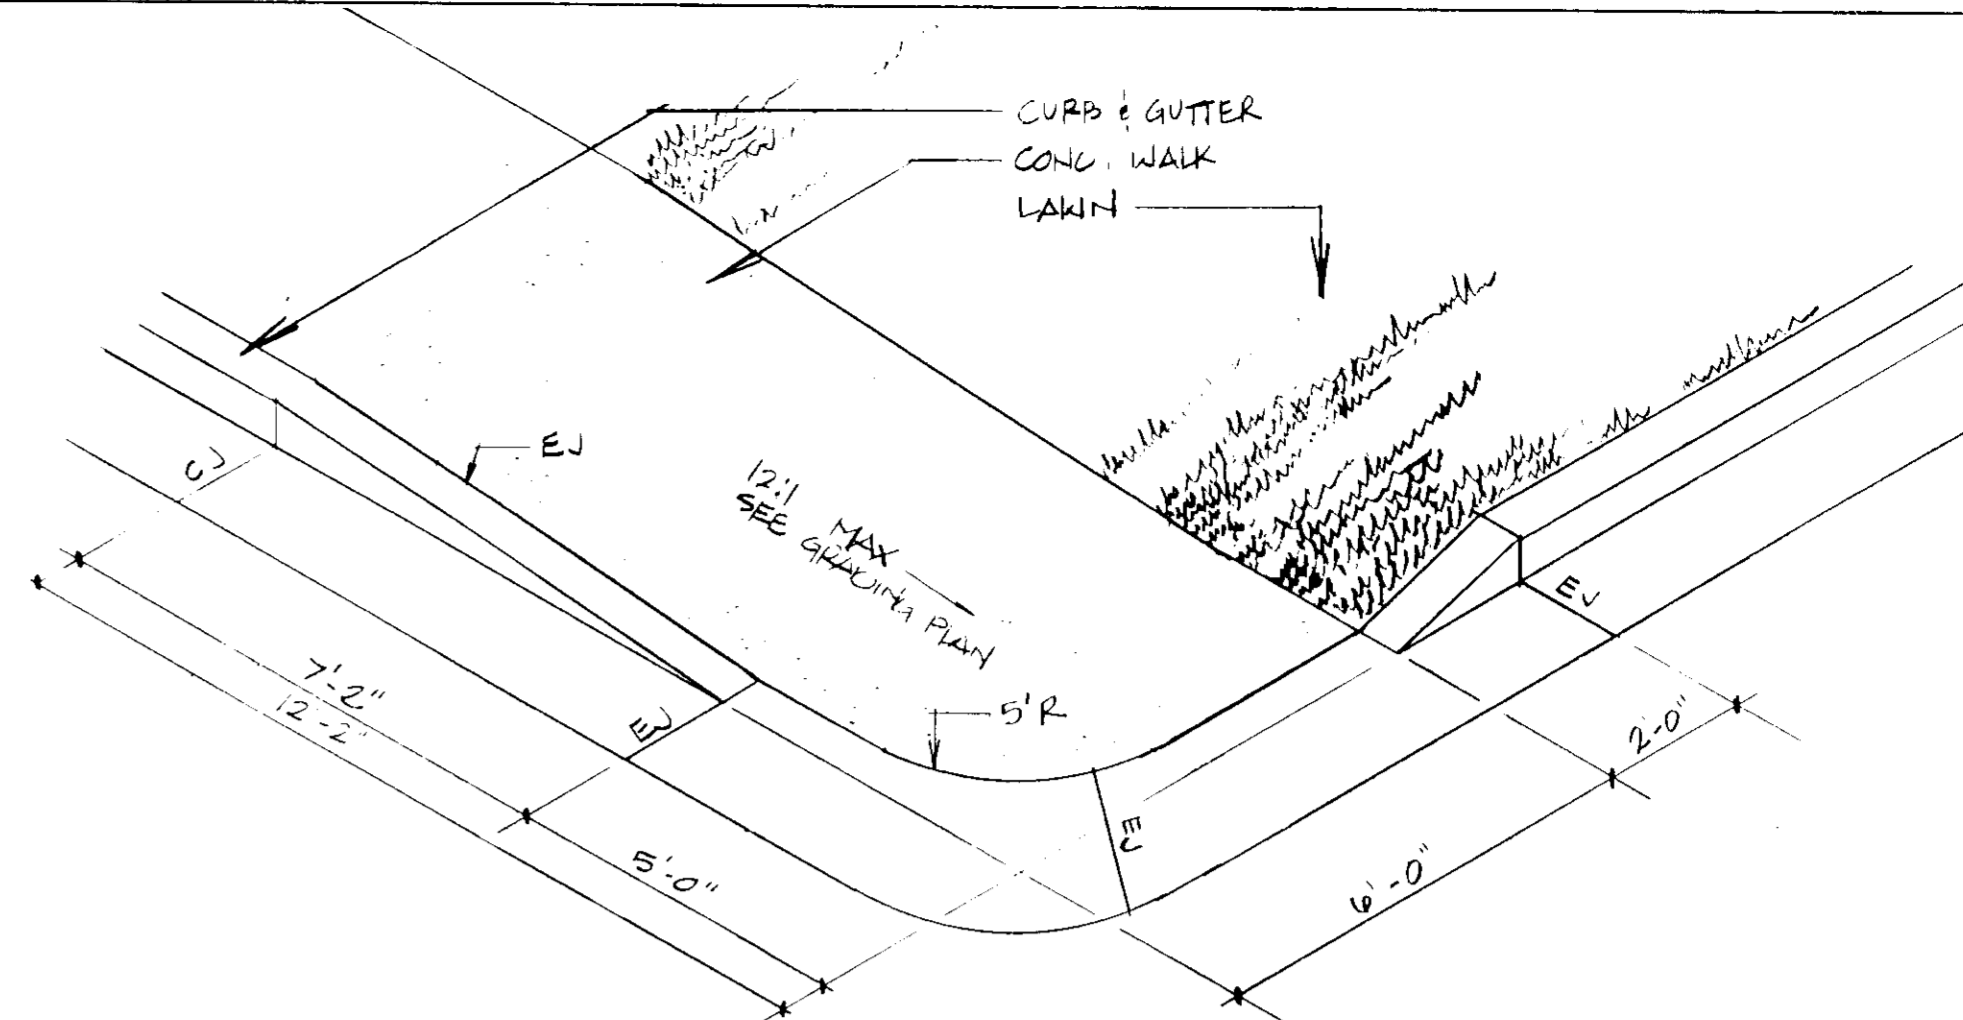 CURB & GUTTER
CONC. WALK
LAWN
EJ
CJ
12:1 MAX
SEE GRADING PLAN
EJ
5'R
EJ
EJ
7'-2"
12'-2"
5'-0"
6'-0"
2'-0"